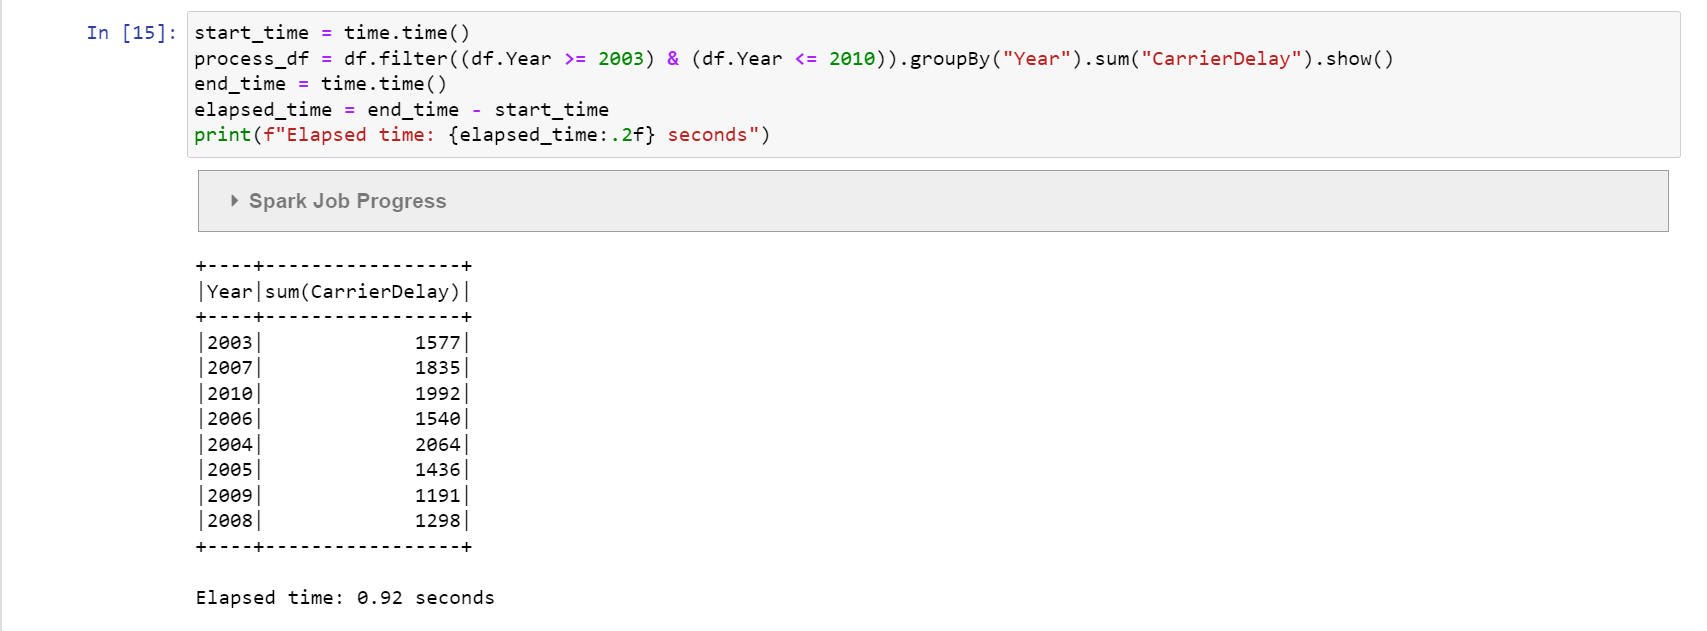 In [15]:
start_time = time.time()
process_df = df.filter((df.Year >= 2003) & (df.Year <= 2010)).groupBy("Year").sum("CarrierDelay").show()
end_time = time.time()
elapsed_time = end_time - start_time
print(f"Elapsed time: {elapsed_time:.2f} seconds")
Spark Job Progress
+----+-----------------+
|Year|sum(CarrierDelay)|
+----+-----------------+
|2003|             1577|
|2007|             1835|
|2010|             1992|
|2006|             1540|
|2004|             2064|
|2005|             1436|
|2009|             1191|
|2008|             1298|
+----+-----------------+
Elapsed time: 0.92 seconds